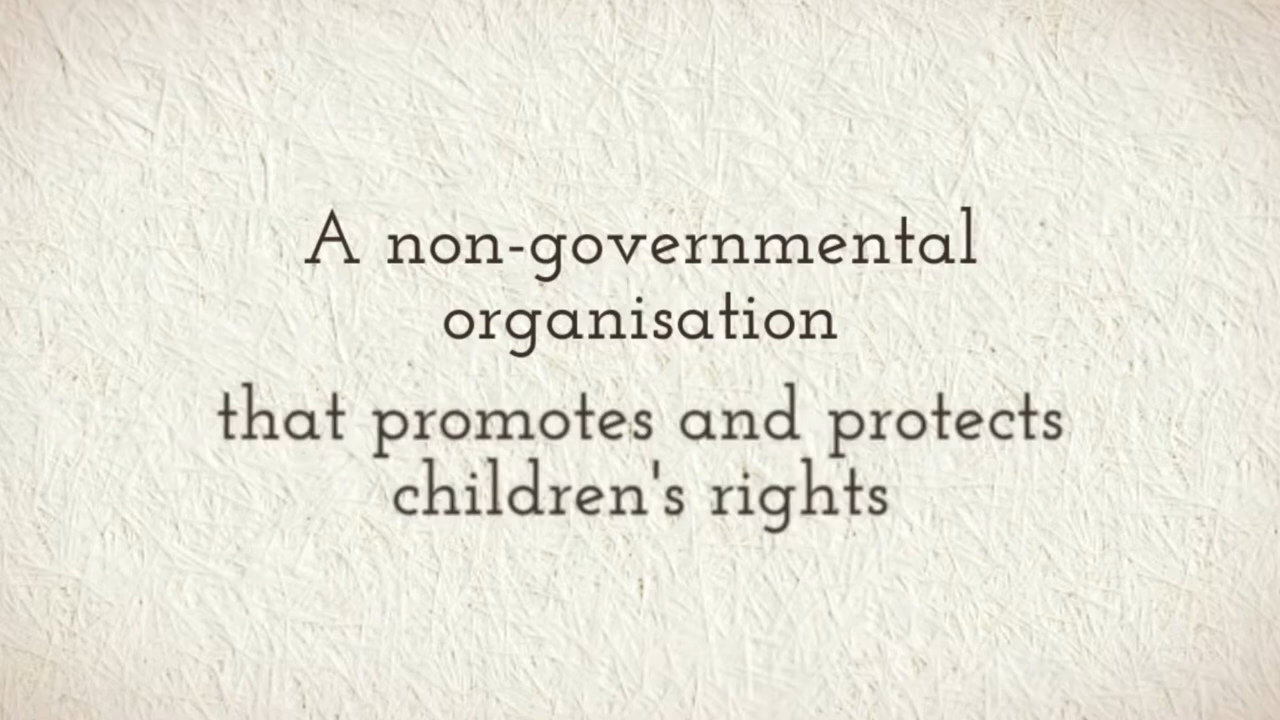 A non-governmental
organisation
that promotes and protects
children's rights